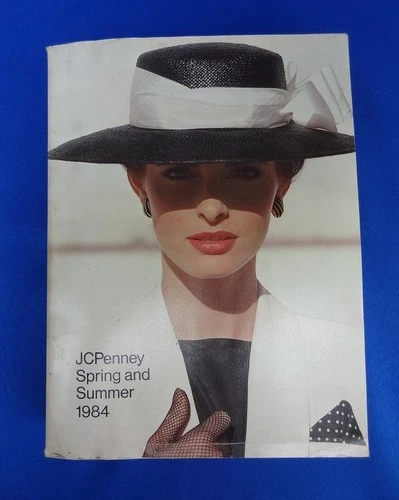 JCPenney
Spring and
Summer
1984